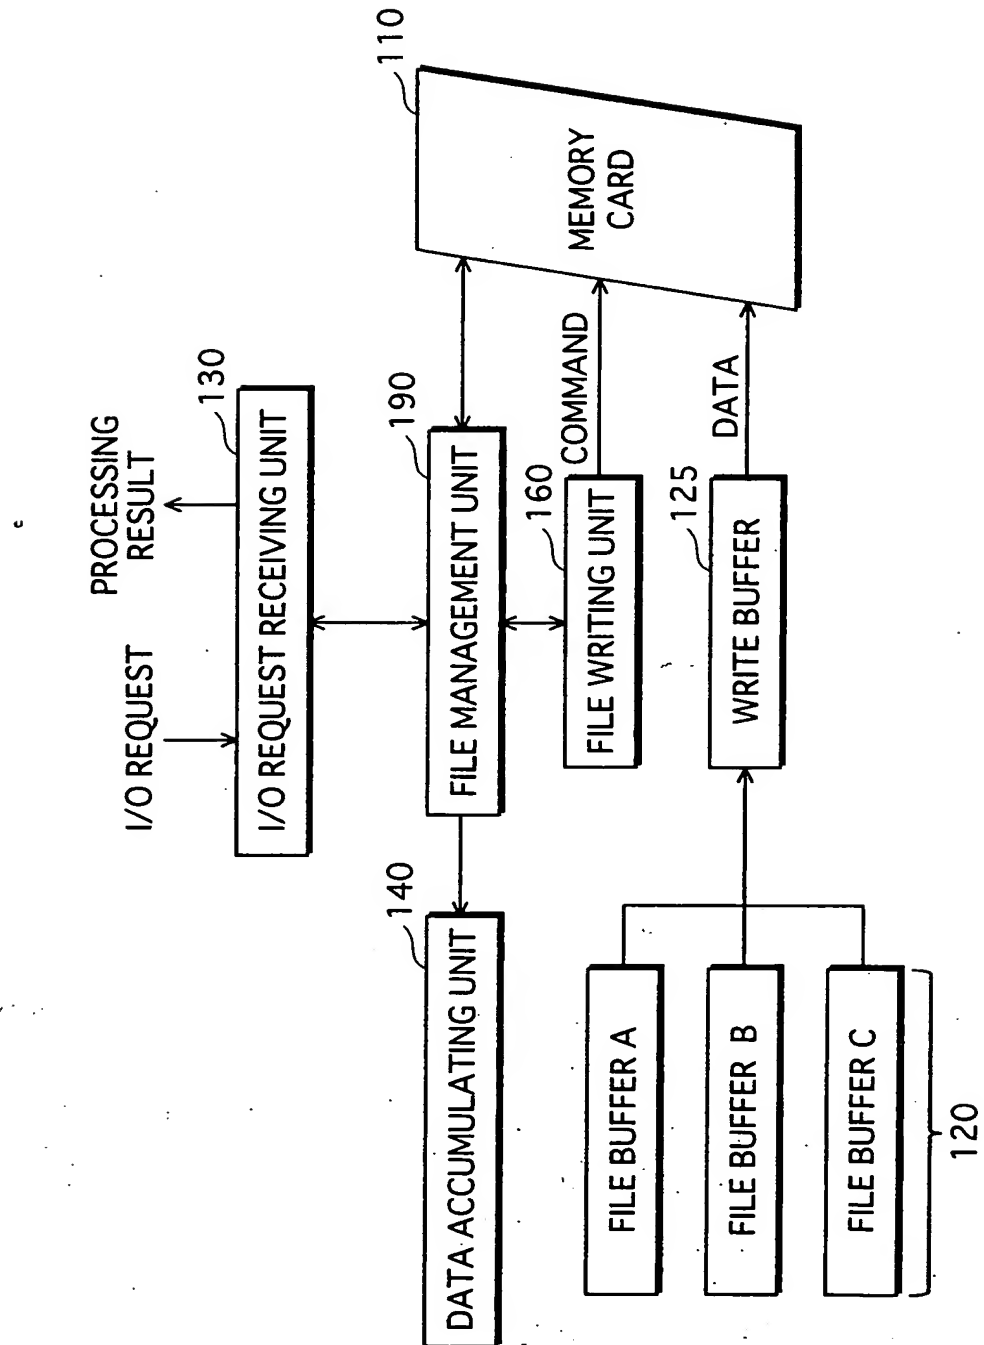 I/O REQUEST
PROCESSING
RESULT
130
I/O REQUEST RECEIVING UNIT
140
DATA ACCUMULATING UNIT
190
FILE MANAGEMENT UNIT
110
MEMORY
CARD
160
FILE WRITING UNIT
COMMAND
125
WRITE BUFFER
DATA
FILE BUFFER A
FILE BUFFER B
FILE BUFFER C
120